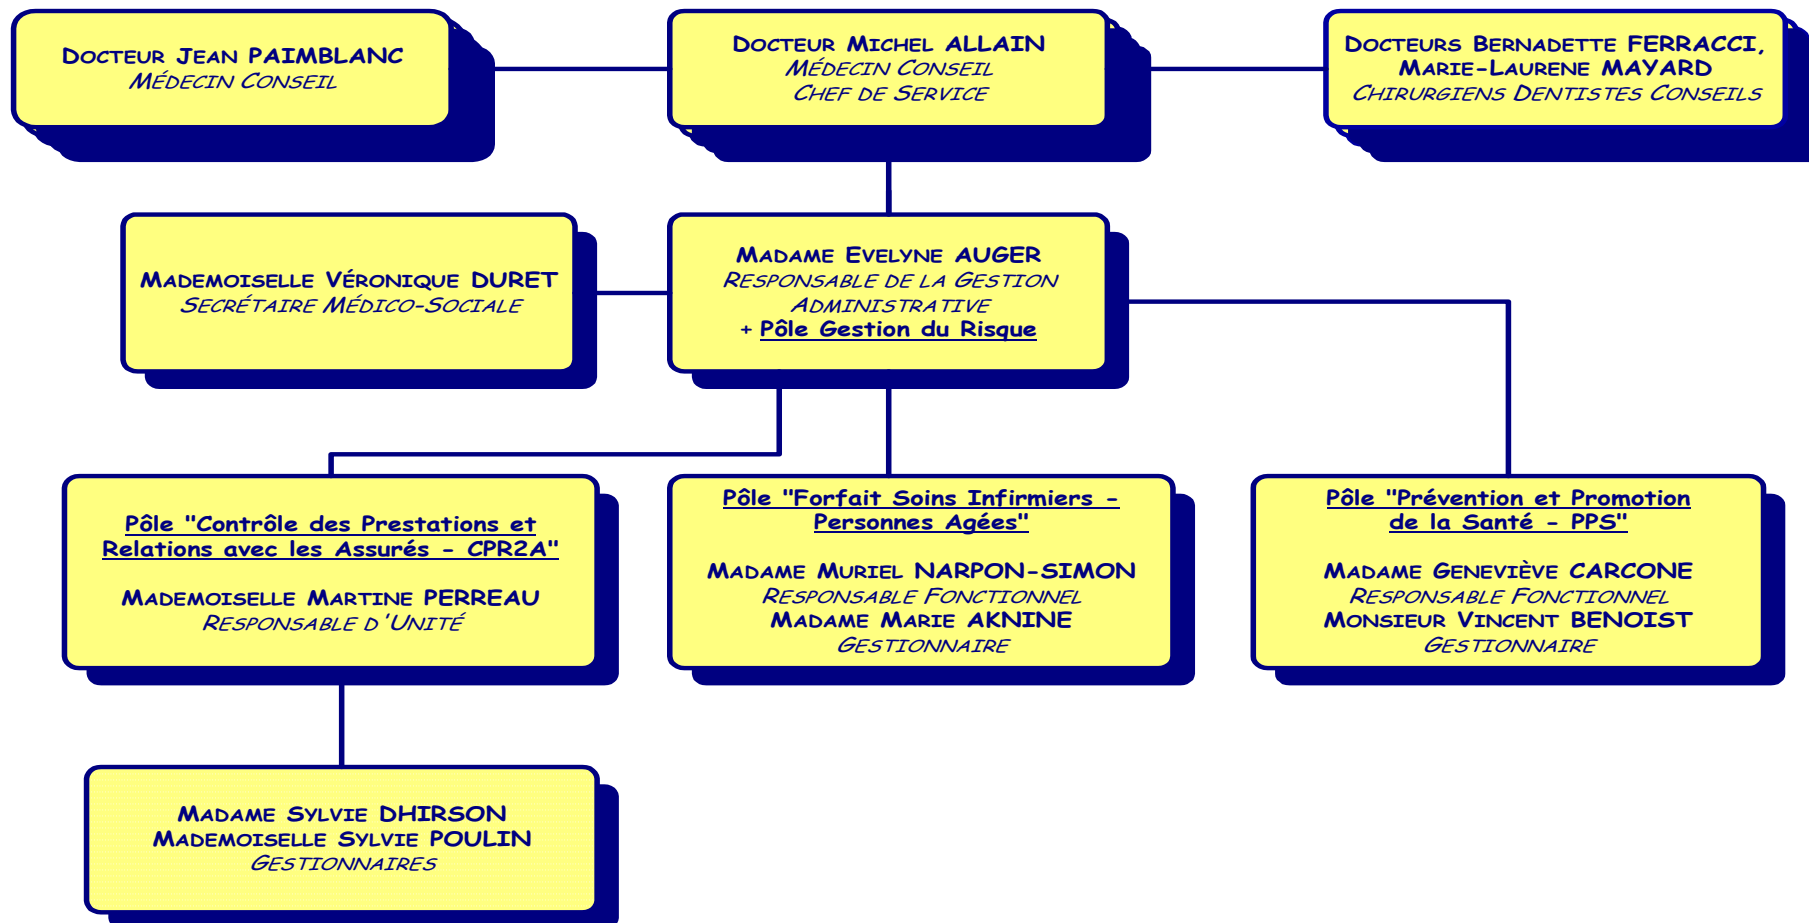 Docteur Jean PAIMBLANC
Médecin Conseil
Docteur Michel ALLAIN
Médecin Conseil
Chef de Service
Docteurs Bernadette FERRACCI,
Marie-Laurene MAYARD
Chirurgiens Dentistes Conseils
Mademoiselle Véronique DURET
Secrétaire Médico-Sociale
Madame Evelyne AUGER
Responsable de la Gestion
Administrative
+ Pôle Gestion du Risque
Pôle "Contrôle des Prestations et
Relations avec les Assurés - CPR2A"
Mademoiselle Martine PERREAU
Responsable d'Unité
Pôle "Forfait Soins Infirmiers -
Personnes Agées"
Madame Muriel NARPON-SIMON
Responsable Fonctionnel
Madame Marie AKNINE
Gestionnaire
Pôle "Prévention et Promotion
de la Santé - PPS"
Madame Geneviève CARCONE
Responsable Fonctionnel
Monsieur Vincent BENOIST
Gestionnaire
Madame Sylvie DHIRSON
Mademoiselle Sylvie POULIN
Gestionnaires